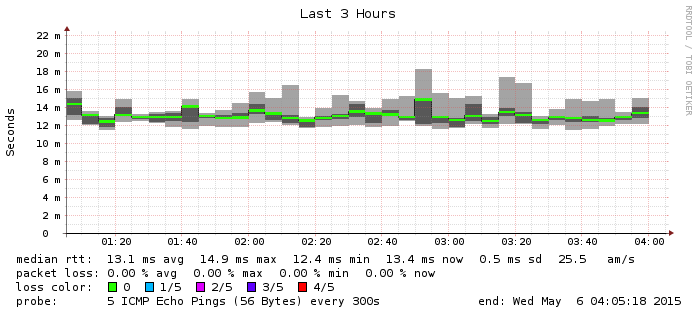 Last 3 Hours
RRDTOOL / TOBI OETIKER
Seconds
22 m
20 m
18 m
16 m
14 m
12 m
10 m
8 m
6 m
4 m
2 m
0
01:20 01:40 02:00 02:20 02:40 03:00 03:20 03:40 04:00
median rtt: 13.1 ms avg 14.9 ms max 12.4 ms min 13.4 ms now 0.5 ms sd 25.5 am/s
packet loss: 0.00 % avg 0.00 % max 0.00 % min 0.00 % now
loss color: 0 1/5 2/5 3/5 4/5
probe: 5 ICMP Echo Pings (56 Bytes) every 300s end: Wed May 6 04:05:18 2015